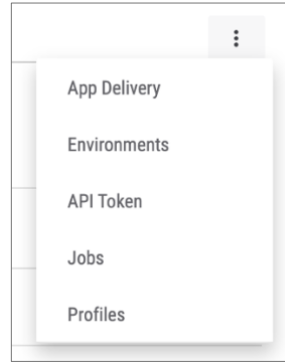 App Delivery
Environments
API Token
Jobs
Profiles